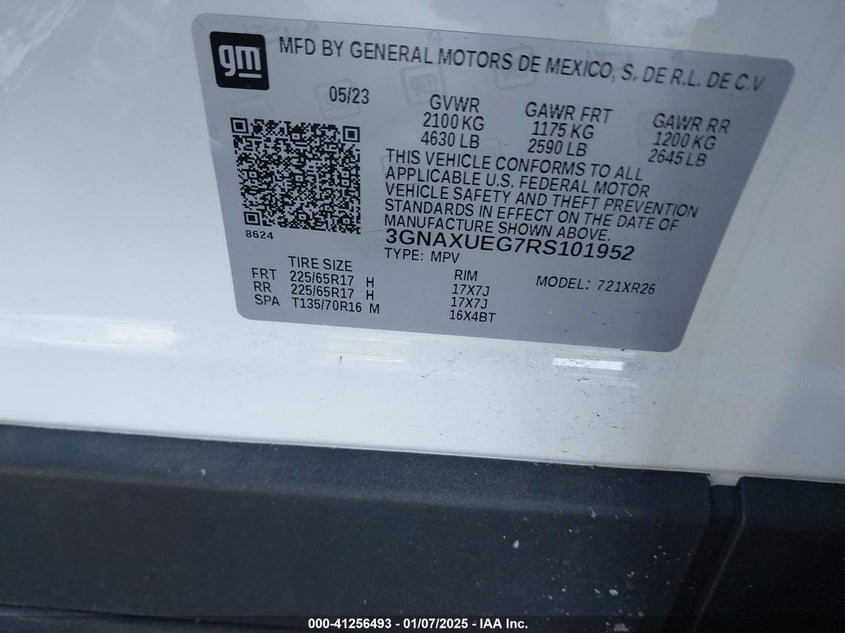 gm
MFD BY GENERAL MOTORS DE MEXICO, S. DE R.L. DE C.V
05/23
GVWR
2100 KG
4630 LB
GAWR FRT
1175 KG
2590 LB
GAWR RR
1200 KG
2645 LB
THIS VEHICLE CONFORMS TO ALL
APPLICABLE U.S. FEDERAL MOTOR
VEHICLE SAFETY AND THEFT PREVENTION
STANDARDS IN EFFECT ON THE DATE OF
MANUFACTURE SHOWN ABOVE.
8624
3GNAXUEG7RS101952
TYPE: MPV
TIRE SIZE
FRT 225/65R17 H
RR 225/65R17 H
SPA T135/70R16 M
RIM
17X7J
17X7J
16X4BT
MODEL: 721XR26
000-41256493 - 01/07/2025 - IAA Inc.